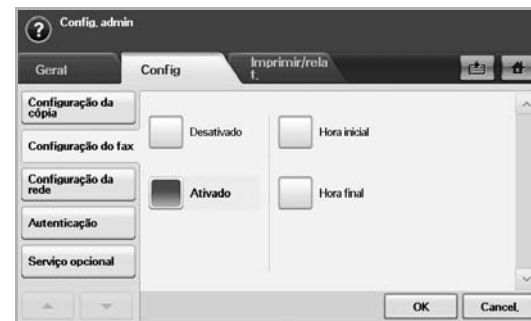 Config. admin
Geral
Config
Imprimir/rela
t.
Configuração da
cópia
Configuração do fax
Configuração da
rede
Autenticação
Serviço opcional
Desativado
Hora inicial
Ativado
Hora final
OK
Cancel.